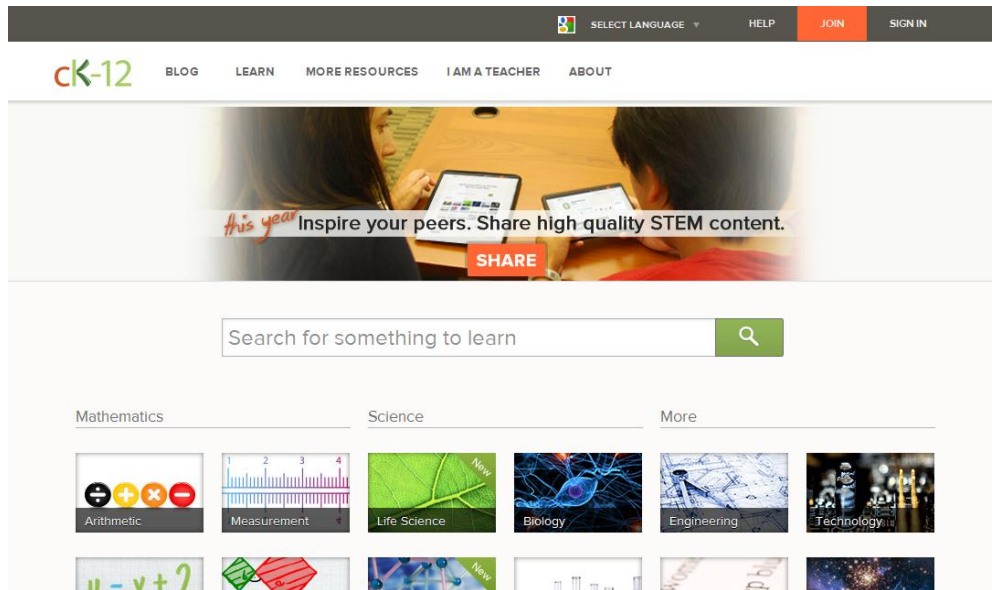 SELECT LANGUAGE ▼ HELP JOIN SIGN IN
cK-12 BLOG LEARN MORE RESOURCES I AM A TEACHER ABOUT
this year Inspire your peers. Share high quality STEM content.
SHARE
Search for something to learn
Mathematics Science More
1 2 3 4
New
Arithmetic Measurement Life Science Biology Engineering Technology
New